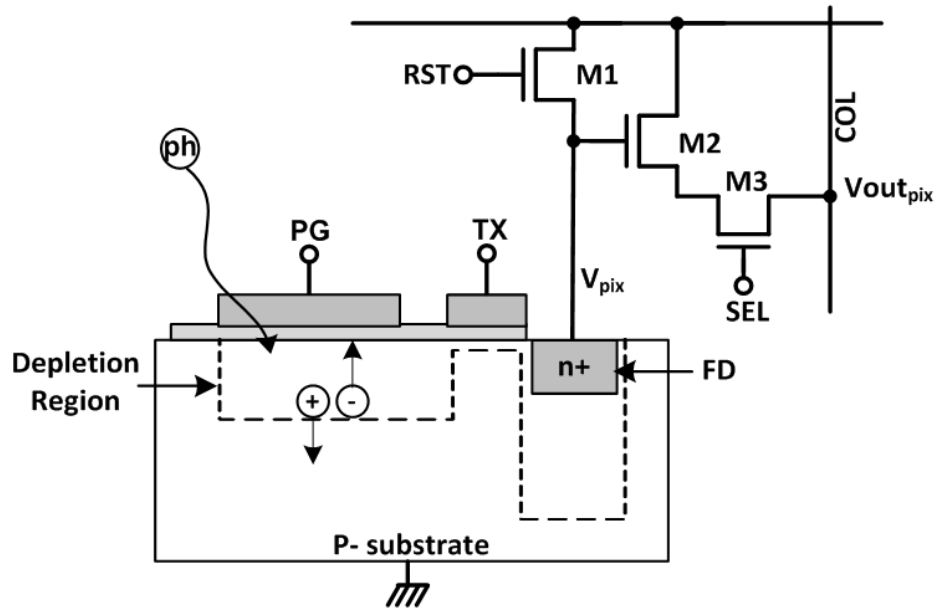 RST
M1
M2
COL
M3
Vout_pix
ph
PG
TX
V_pix
SEL
Depletion
Region
n+
FD
+
-
P- substrate